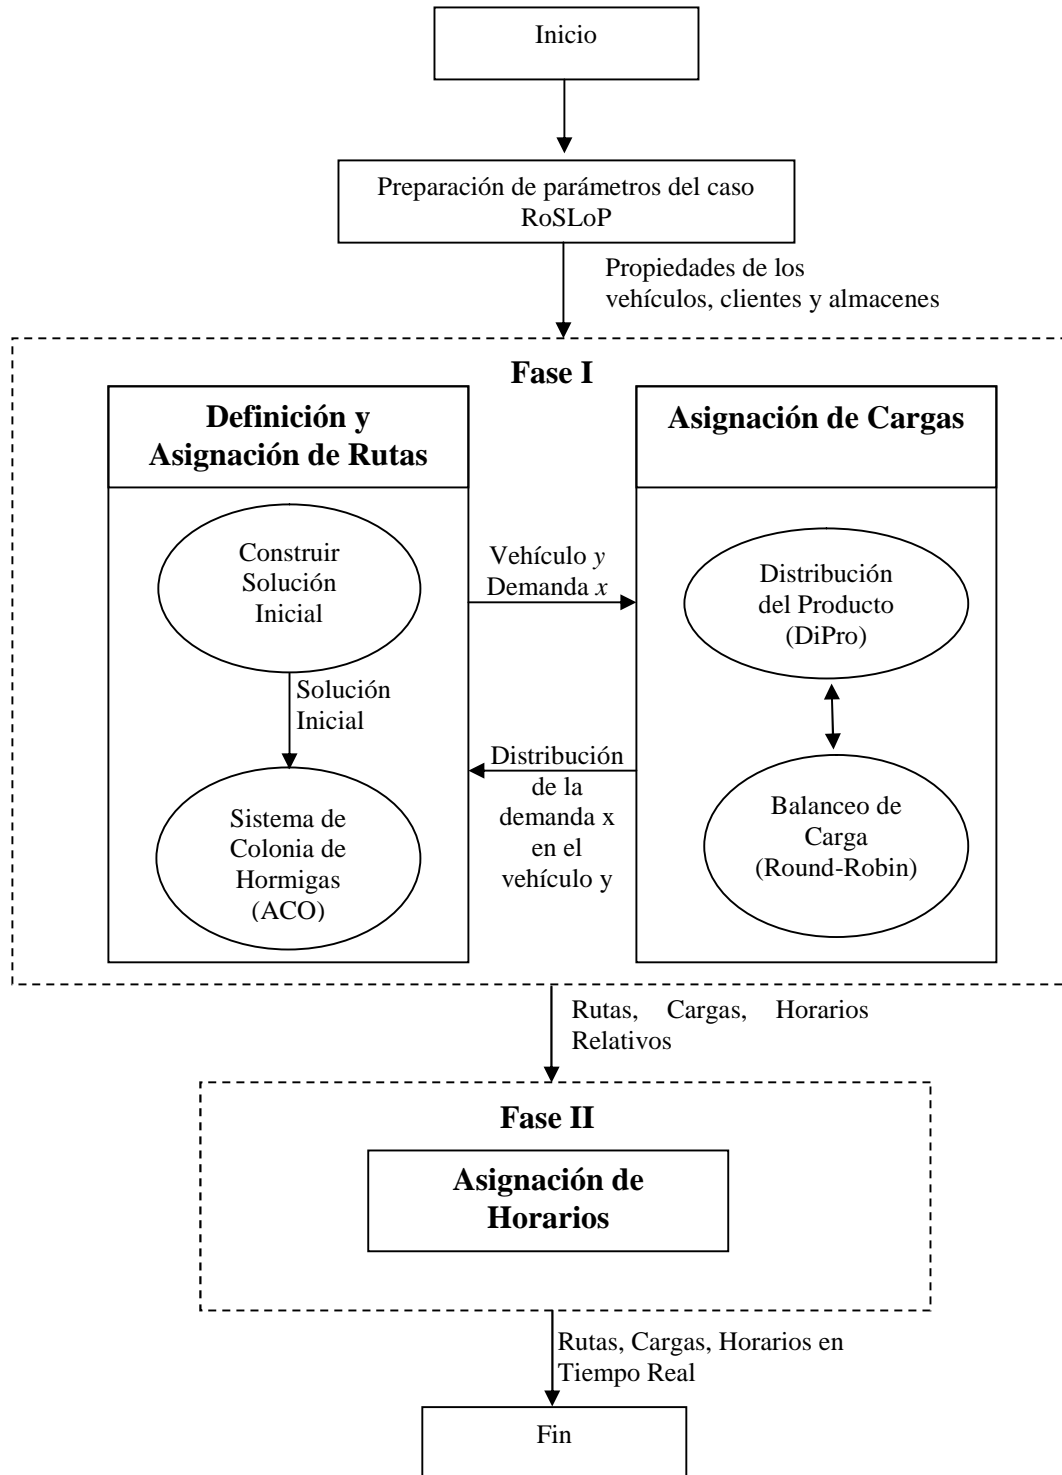 Inicio
Preparación de parámetros del caso
RoSLoP
Propiedades de los
vehículos, clientes y almacenes
Fase I
Definición y
Asignación de Rutas
Construir
Solución
Inicial
Solución
Inicial
Sistema de
Colonia de
Hormigas
(ACO)
Vehículo y
Demanda x
Distribución
de la
demanda x
en el
vehículo y
Asignación de Cargas
Distribución
del Producto
(DiPro)
Balanceo de
Carga
(Round-Robin)
Rutas, Cargas, Horarios
Relativos
Fase II
Asignación de
Horarios
Rutas, Cargas, Horarios en
Tiempo Real
Fin